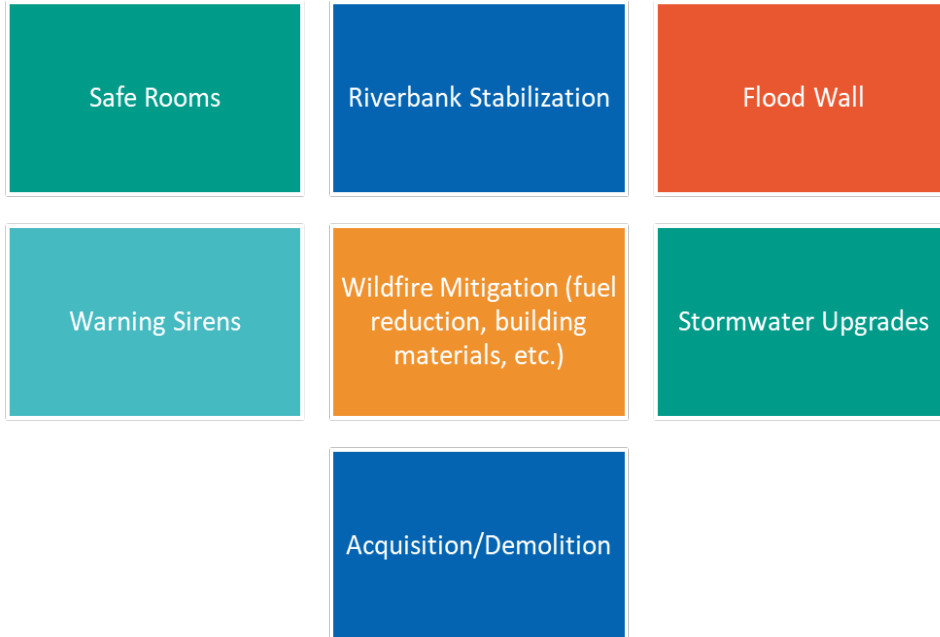 Safe Rooms
Riverbank Stabilization
Flood Wall
Warning Sirens
Wildfire Mitigation (fuel
reduction, building
materials, etc.)
Stormwater Upgrades
Acquisition/Demolition